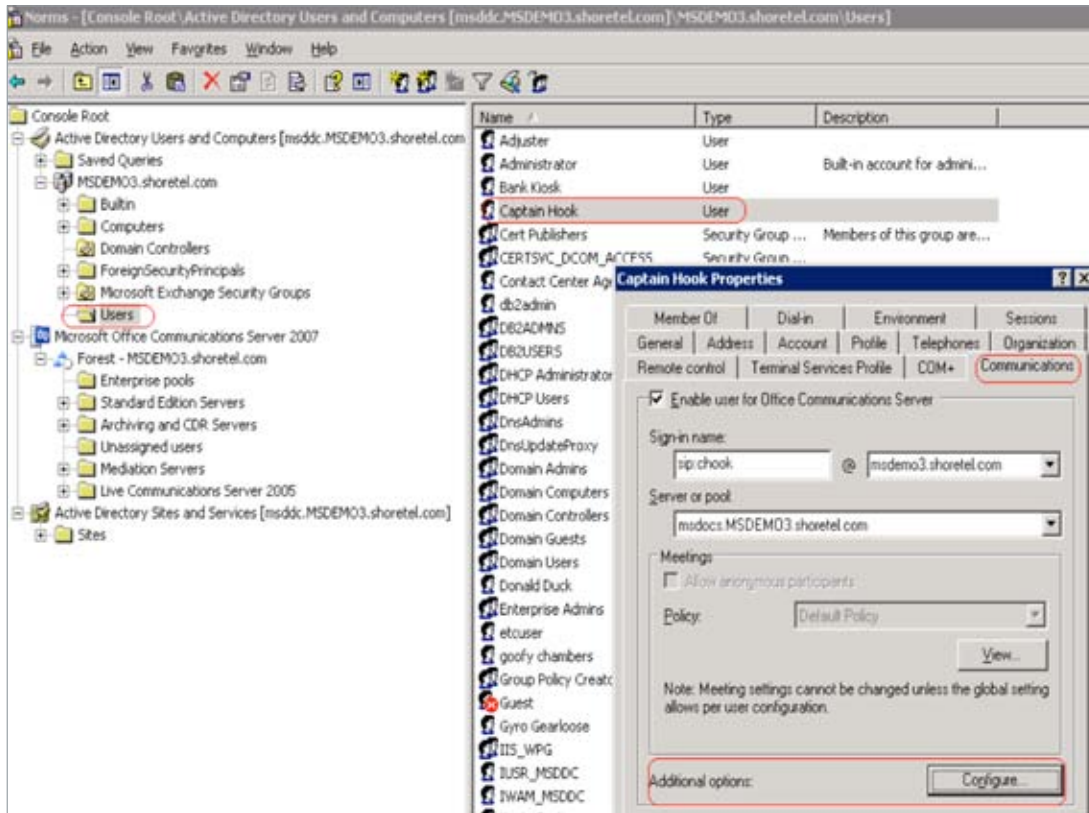 Norms - [Console Root\Active Directory Users and Computers [msddc.MSDEMO3.shoretel.com]\MSDEMO3.shoretel.com\Users]
File Action View Favorites Window Help
Console Root
Active Directory Users and Computers [msddc.MSDEMO3.shoretel.com
Saved Queries
MSDEMO3.shoretel.com
Builtin
Computers
Domain Controllers
ForeignSecurityPrincipals
Microsoft Exchange Security Groups
Users
Microsoft Office Communications Server 2007
Forest - MSDEMO3.shoretel.com
Enterprise pools
Standard Edition Servers
Archiving and CDR Servers
Unassigned users
Mediation Servers
Live Communications Server 2005
Active Directory Sites and Services [msddc.MSDEMO3.shoretel.com]
Sites
Name Type Description
Adjuster User
Administrator User Built-in account for admini...
Bank Kiosk User
Captain Hook User
Cert Publishers Security Group ... Members of this group are...
CERTSVC_DCOM_ACCESS Security Group ...
Contact Center Age
db2admin
DB2ADMNS
DB2USERS
DHCP Administrator
DHCP Users
DnsAdmins
DnsUpdateProxy
Domain Admins
Domain Computers
Domain Controllers
Domain Guests
Domain Users
Donald Duck
Enterprise Admins
etcuser
goofy chambers
Group Policy Creato
Guest
Gyro Gearloose
IIS_WPG
IUSR_MSDDC
IWAM_MSDDC
Captain Hook Properties
Member Of Dial-in Environment Sessions
General Address Account Profile Telephones Organization
Remote control Terminal Services Profile COM+ Communications
Enable user for Office Communications Server
Sign-in name:
sip:chook @ msdemo3.shoretel.com
Server or pool:
msdocs.MSDEMO3.shoretel.com
Meetings
Allow anonymous participants
Policy: Default Policy
View...
Note: Meeting settings cannot be changed unless the global setting
allows per user configuration.
Additional options: Configure...